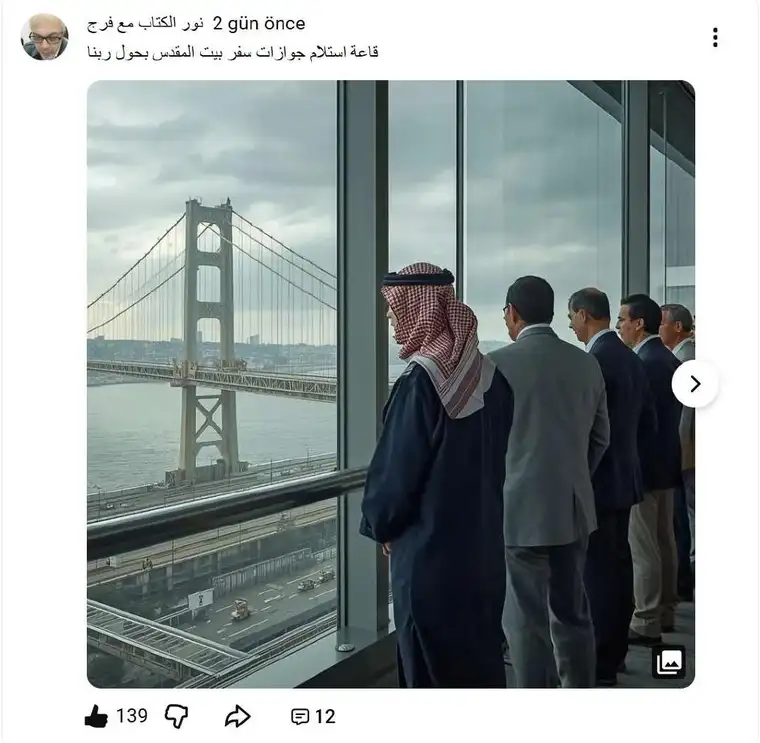 نور الكتاب مع فرج 2 gün önce
قاعة استلام جوازات سفر بيت المقدس بحول ربنا
139
12